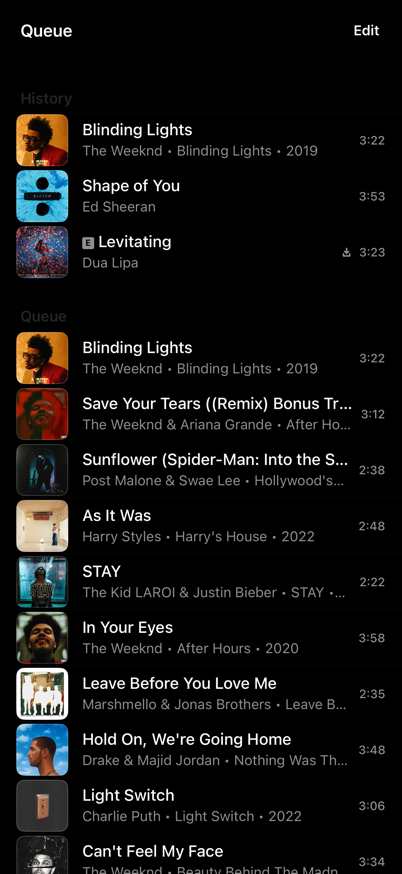 Queue
Edit
History
Blinding Lights
The Weeknd • Blinding Lights • 2019
3:22
Shape of You
Ed Sheeran
3:53
E Levitating
Dua Lipa
3:23
Queue
Blinding Lights
The Weeknd • Blinding Lights • 2019
3:22
Save Your Tears ((Remix) Bonus Tr...
The Weeknd & Ariana Grande • After Ho...
3:12
Sunflower (Spider-Man: Into the S...
Post Malone & Swae Lee • Hollywood's...
2:38
As It Was
Harry Styles • Harry's House • 2022
2:48
STAY
The Kid LAROI & Justin Bieber • STAY •...
2:22
In Your Eyes
The Weeknd • After Hours • 2020
3:58
Leave Before You Love Me
Marshmello & Jonas Brothers • Leave B...
2:35
Hold On, We're Going Home
Drake & Majid Jordan • Nothing Was Th...
3:48
Light Switch
Charlie Puth • Light Switch • 2022
3:06
Can't Feel My Face
The Weeknd • Beauty Behind The Madn...
3:34